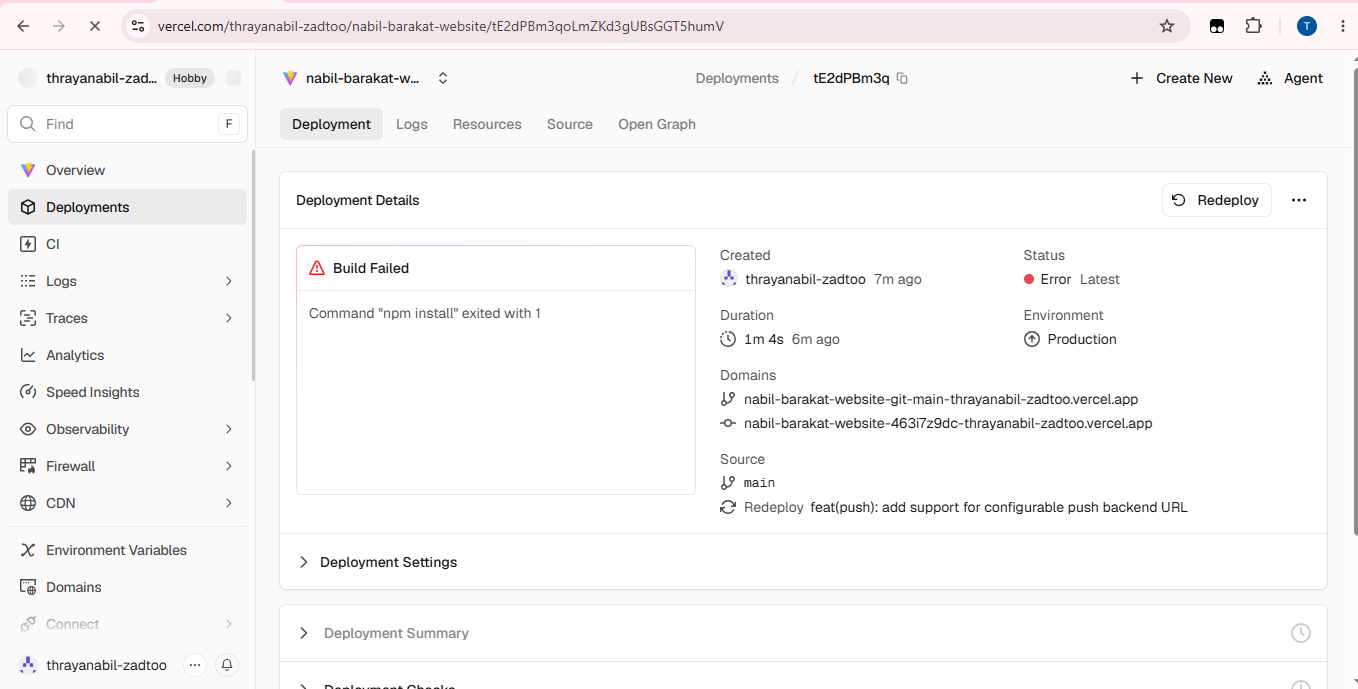 vercel.com/thrayanabil-zadtoo/nabil-barakat-website/tE2dPBm3qoLmZKd3gUBsGGT5humV
T
thrayanabil-zad... Hobby
nabil-barakat-w...
Deployments / tE2dPBm3q
Create New
Agent
Find F
Deployment Logs Resources Source Open Graph
Overview
Deployments
CI
Logs
Traces
Analytics
Speed Insights
Observability
Firewall
CDN
Environment Variables
Domains
Connect
thrayanabil-zadtoo
Deployment Details
Redeploy
Build Failed
Command "npm install" exited with 1
Created
thrayanabil-zadtoo 7m ago
Status
Error Latest
Duration
1m 4s 6m ago
Environment
Production
Domains
nabil-barakat-website-git-main-thrayanabil-zadtoo.vercel.app
nabil-barakat-website-463i7z9dc-thrayanabil-zadtoo.vercel.app
Source
main
Redeploy feat(push): add support for configurable push backend URL
Deployment Settings
Deployment Summary
Deployment Checks